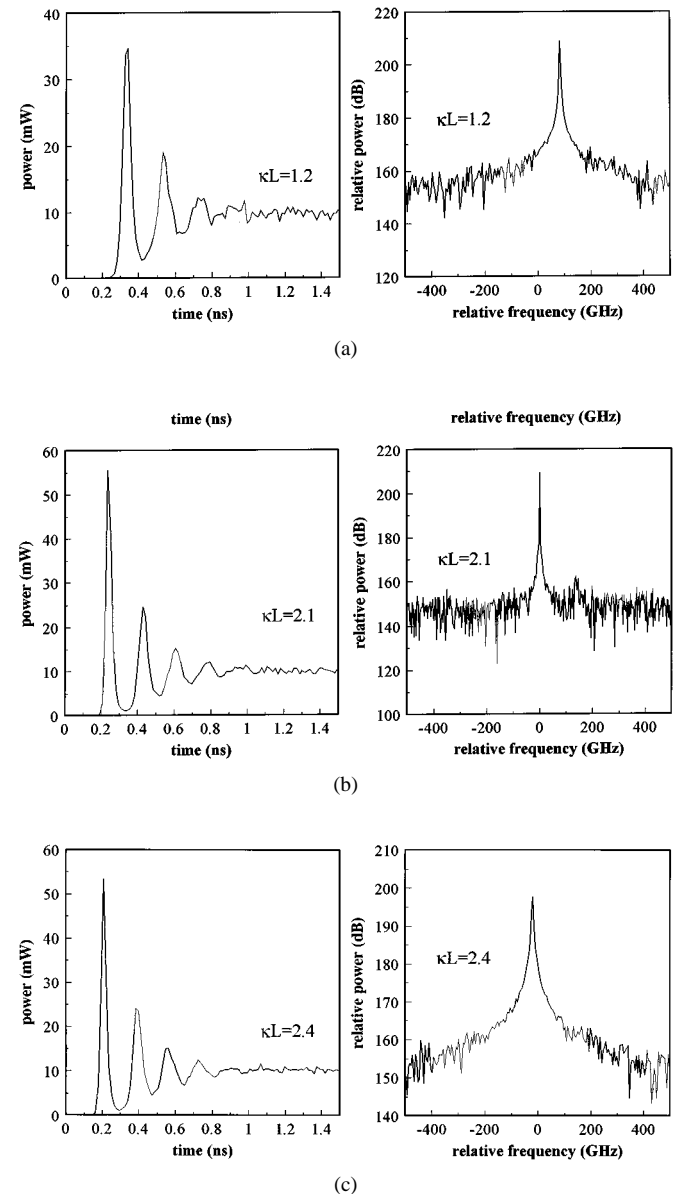 40
30
20
10
0
power (mW)
κL=1.2
0 0.2 0.4 0.6 0.8 1 1.2 1.4
time (ns)
220
200
180
160
140
120
relative power (dB)
κL=1.2
-400 -200 0 200 400
relative frequency (GHz)
(a)
time (ns)
relative frequency (GHz)
60
50
40
30
20
10
0
power (mW)
κL=2.1
0 0.2 0.4 0.6 0.8 1 1.2 1.4
time (ns)
220
200
180
160
140
120
100
relative power (dB)
κL=2.1
-400 -200 0 200 400
relative frequency (GHz)
(b)
60
50
40
30
20
10
0
power (mW)
κL=2.4
0 0.2 0.4 0.6 0.8 1 1.2 1.4
time (ns)
210
200
190
180
170
160
150
140
relative power (dB)
κL=2.4
-400 -200 0 200 400
relative frequency (GHz)
(c)